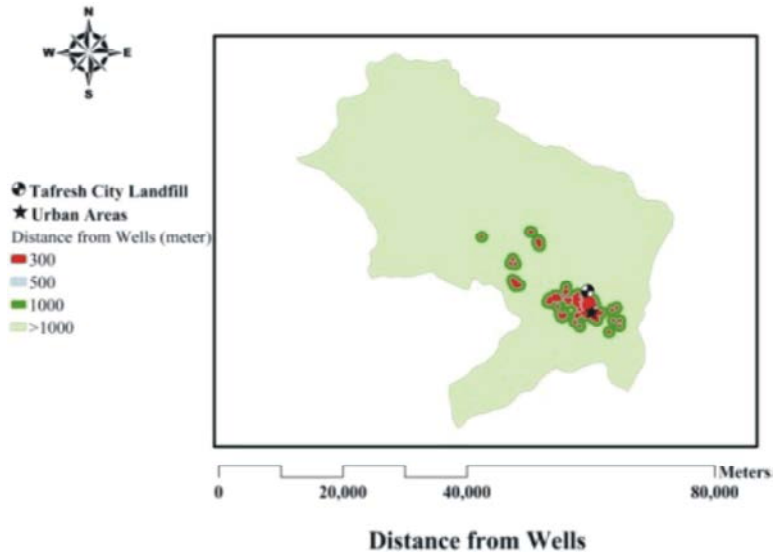 N
W E
S
Tafresh City Landfill
Urban Areas
Distance from Wells (meter)
300
500
1000
>1000
Meters
0 20,000 40,000 80,000
Distance from Wells